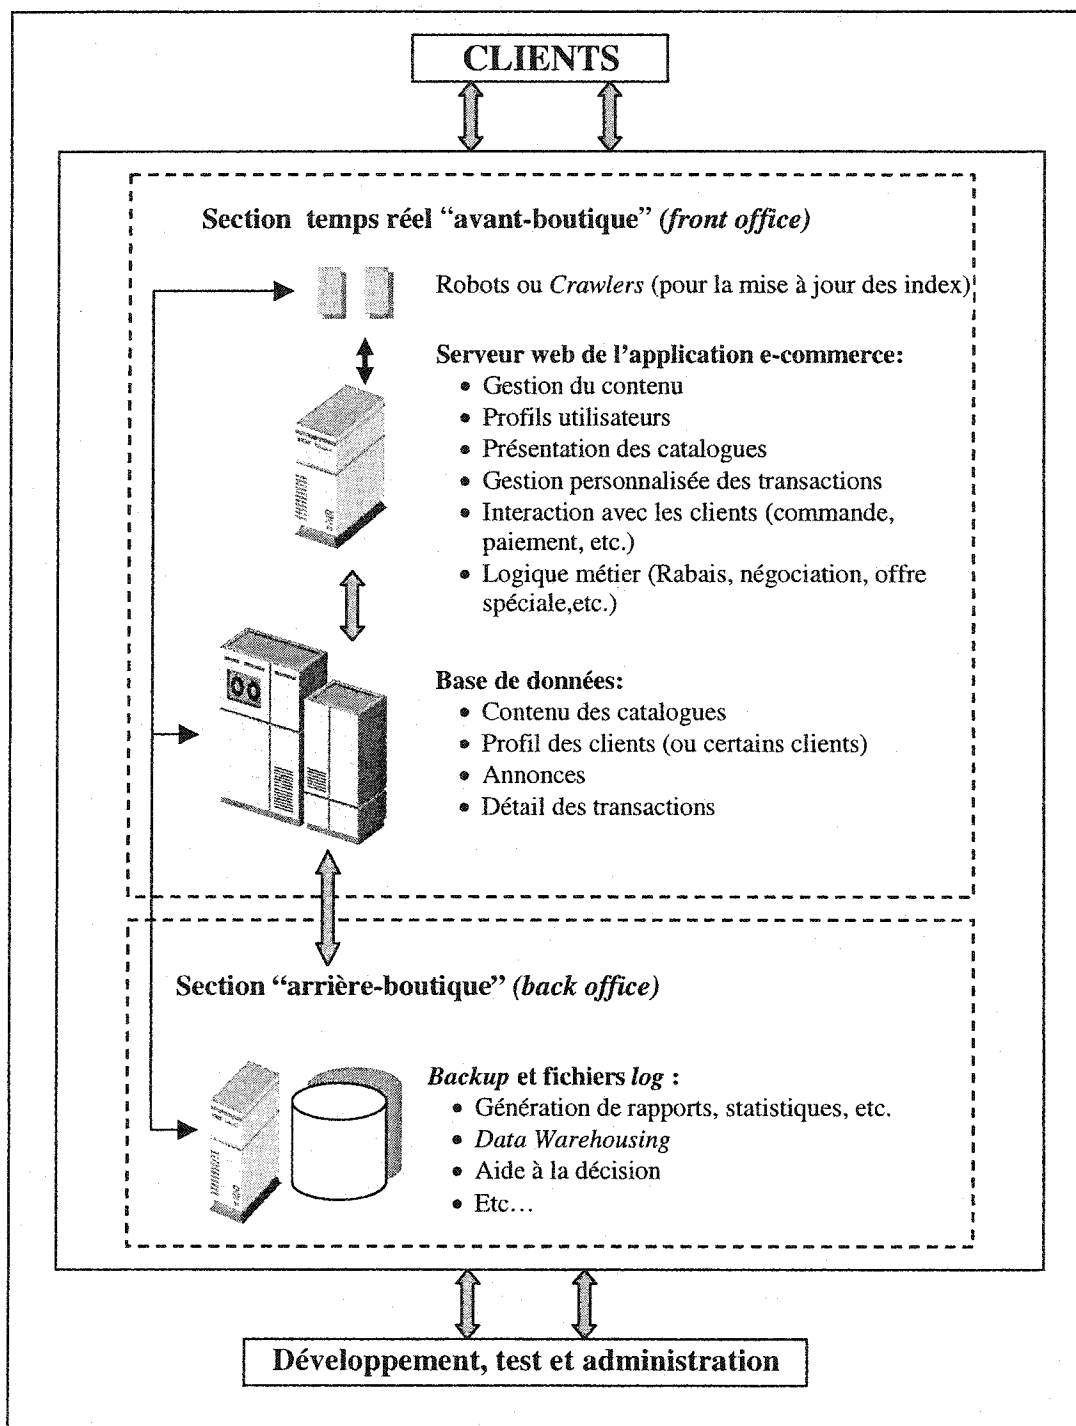 CLIENTS
Section temps réel “avant-boutique” (front office)
Robots ou Crawlers (pour la mise à jour des index)
Serveur web de l’application e-commerce:
• Gestion du contenu
• Profils utilisateurs
• Présentation des catalogues
• Gestion personnalisée des transactions
• Interaction avec les clients (commande,
paiement, etc.)
• Logique métier (Rabais, négociation, offre
spéciale,etc.)
Base de données:
• Contenu des catalogues
• Profil des clients (ou certains clients)
• Annonces
• Détail des transactions
Section “arrière-boutique” (back office)
Backup et fichiers log :
• Génération de rapports, statistiques, etc.
• Data Warehousing
• Aide à la décision
• Etc…
Développement, test et administration